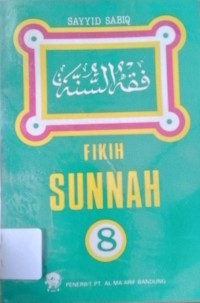 SAYYID SABIQ
فقه السنة
FIKIH
SUNNAH
8
PENERBIT PT. AL MA'ARIF BANDUNG